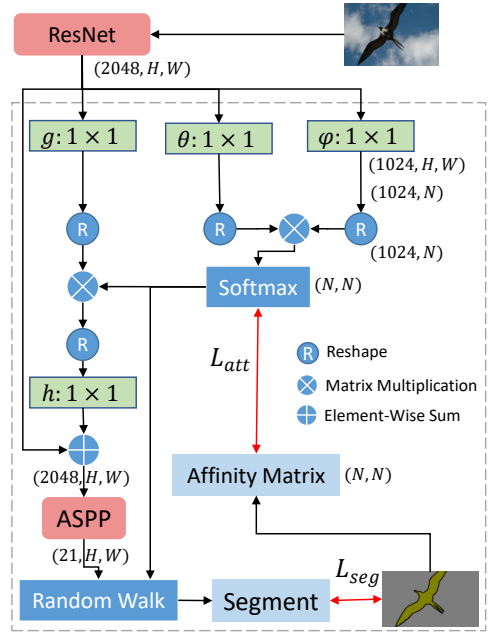 ResNet
(2048, H, W)
g: 1 × 1
θ: 1 × 1
φ: 1 × 1
(1024, H, W)
(1024, N)
R
R
R
(1024, N)
Softmax
(N, N)
R
L_att
R Reshape
Matrix Multiplication
h: 1 × 1
Element-Wise Sum
(2048, H, W)
Affinity Matrix
(N, N)
ASPP
(21, H, W)
L_seg
Random Walk
Segment